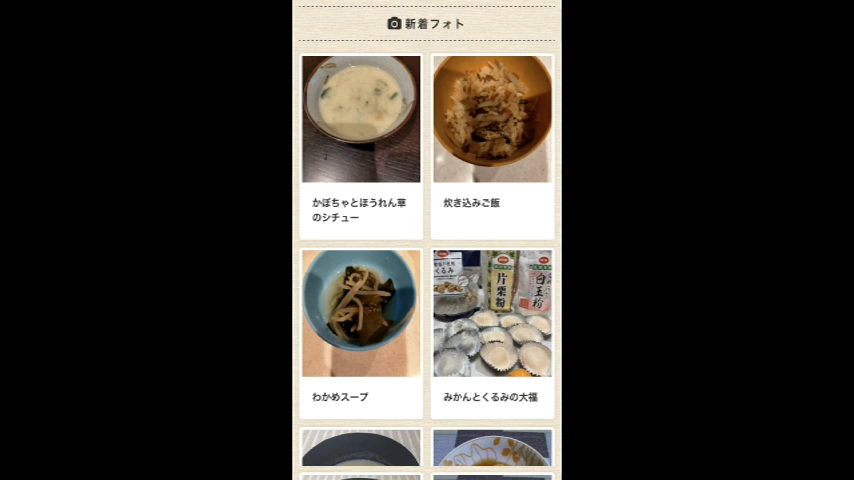 新着フォト
かぼちゃとほうれん草
のシチュー
炊き込みご飯
くるみ
片栗粉
白玉粉
わかめスープ
みかんとくるみの大福